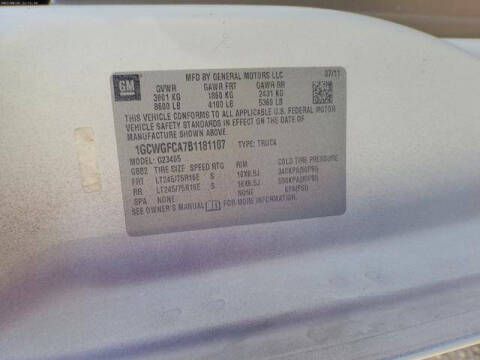 GM
MFD BY GENERAL MOTORS LLC
07/11
GVWR GAWR FRT GAWR RR
3901 KG 1860 KG 2431 KG
8600 LB 4100 LB 5360 LB
THIS VEHICLE CONFORMS TO ALL APPLICABLE U.S. FEDERAL MOTOR
VEHICLE SAFETY STANDARDS IN EFFECT ON THE DATE OF
MANUFACTURE SHOWN ABOVE.
1GCWGFCA7B1181107 TYPE: TRUCK
MODEL: G23405
TIRE SIZE SPEED RTG RIM COLD TIRE PRESSURE
FRT LT245/75R16E S 16X6.5J
RR LT245/75R16E S 16X6.5J
SPA NONE NONE KPA(PSI)
SEE OWNER'S MANUAL FOR MORE INFORMATION.